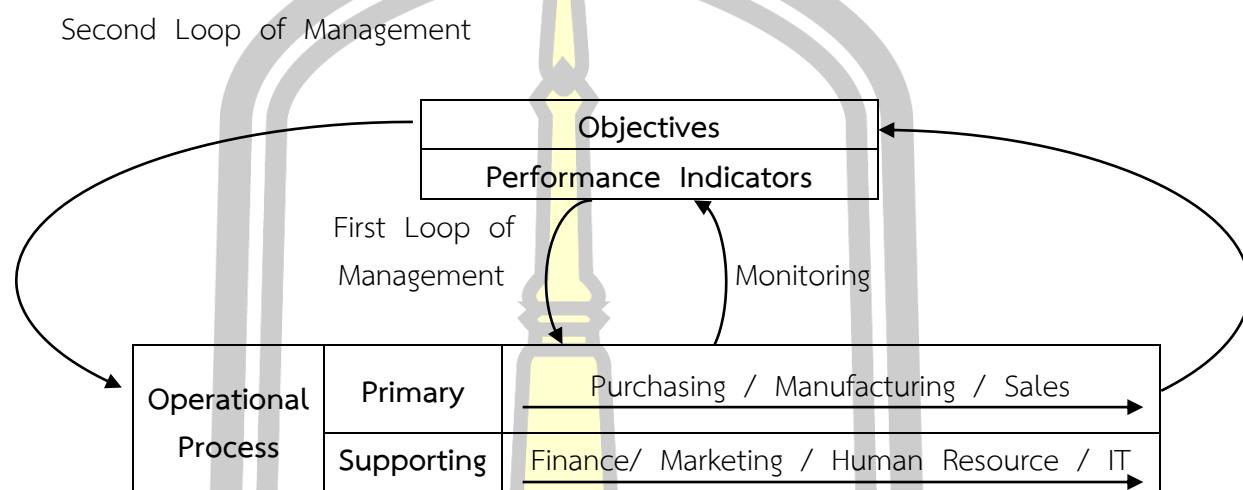 Second Loop of Management
Objectives
Performance Indicators
First Loop of
Management
Monitoring
Operational
Process
Primary
Purchasing / Manufacturing / Sales
Supporting
Finance/ Marketing / Human Resource / IT